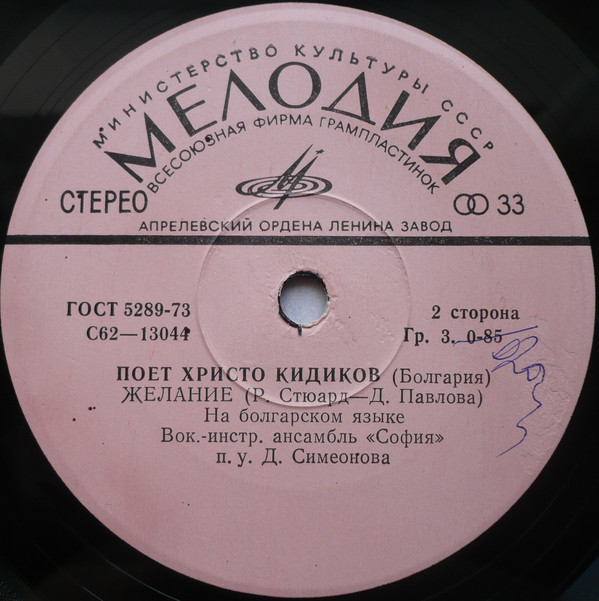 МИНИСТЕРСТВО КУЛЬТУРЫ СССР
МЕЛОДИЯ
ВСЕСОЮЗНАЯ ФИРМА ГРАМПЛАСТИНОК
СТЕРЕО 33
АПРЕЛЕВСКИЙ ОРДЕНА ЛЕНИНА ЗАВОД
ГОСТ 5289-73 2 сторона
С62—13044 Гр. 3. 0-85
ПОЕТ ХРИСТО КИДИКОВ (Болгария)
ЖЕЛАНИЕ (Р. Стюард—Д. Павлова)
На болгарском языке
Вок.-инстр. ансамбль «София»
п. у. Д. Симеонова